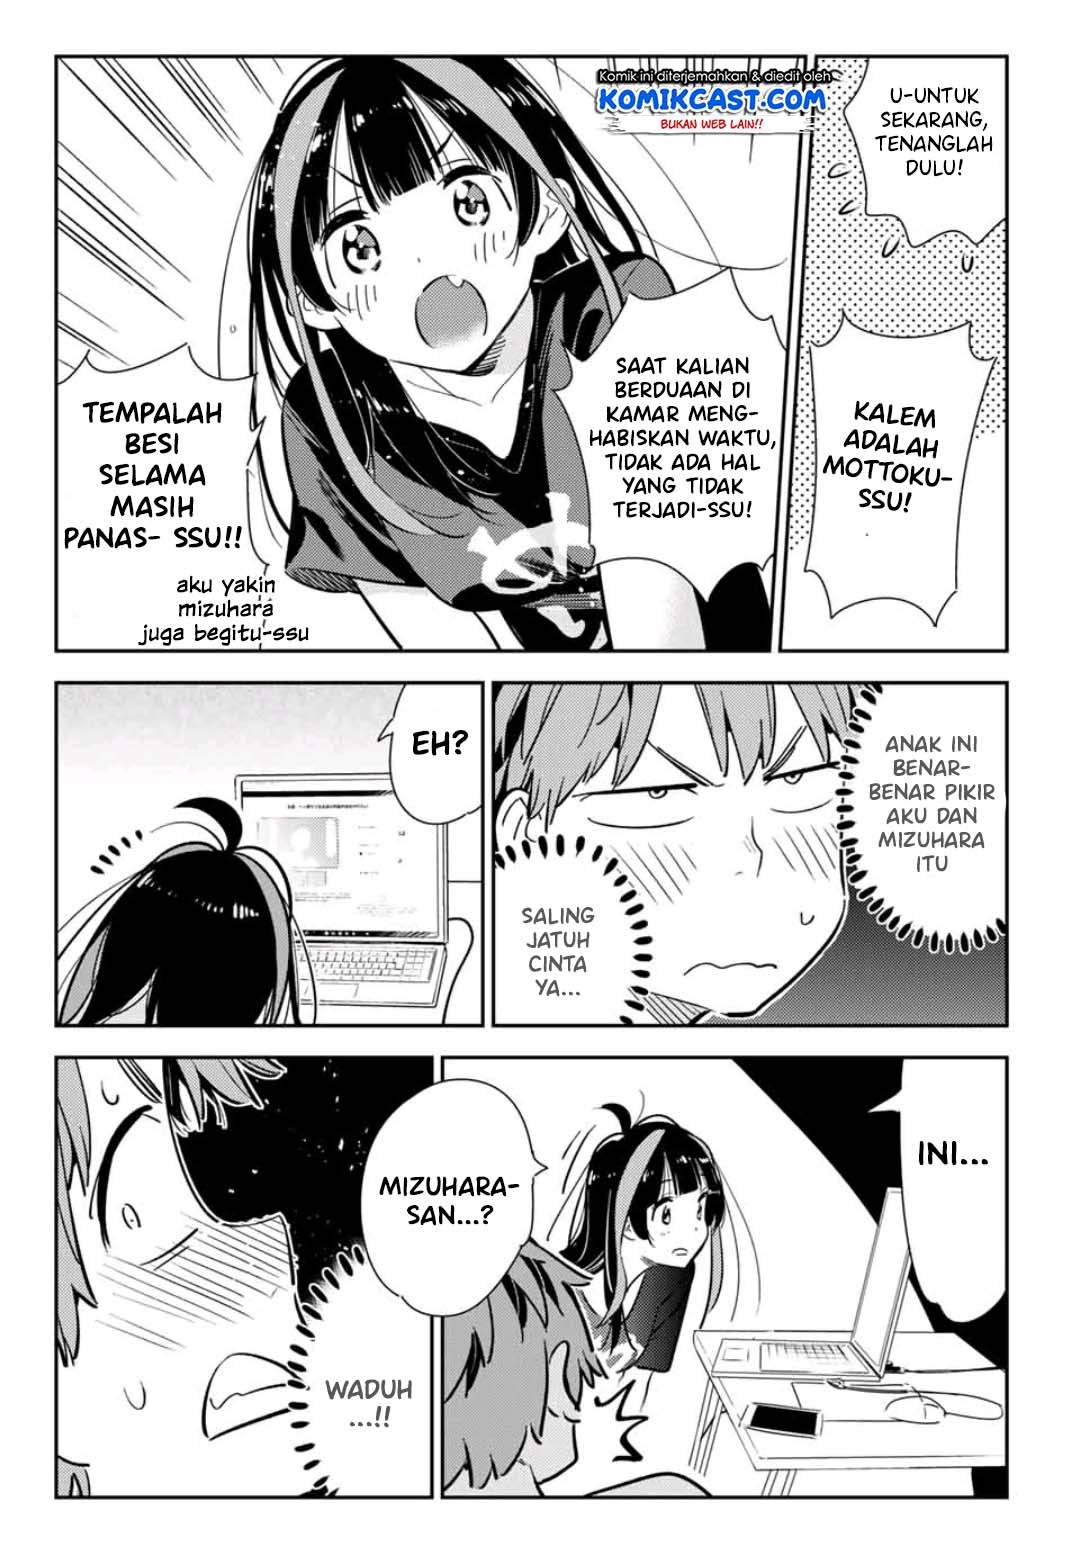 Komik ini diterjemahkan & diedit oleh
KOMIKCAST.COM
BUKAN WEB LAIN!!
U-UNTUK
SEKARANG,
TENANGLAH
DULU!
KALEM
ADALAH
MOTTOKU-
SSU!
SAAT KALIAN
BERDUAAN DI
KAMAR MENG-
HABISKAN WAKTU,
TIDAK ADA HAL
YANG TIDAK
TERJADI-SSU!
TEMPALAH
BESI
SELAMA
MASIH
PANAS- SSU!!
aku yakin
mizuhara
juga begitu-ssu
ANAK INI
BENAR-
BENAR PIKIR
AKU DAN
MIZUHARA
ITU
SALING
JATUH
CINTA
YA...
EH?
INI...
MIZUHARA-
SAN...?
WADUH
...!!